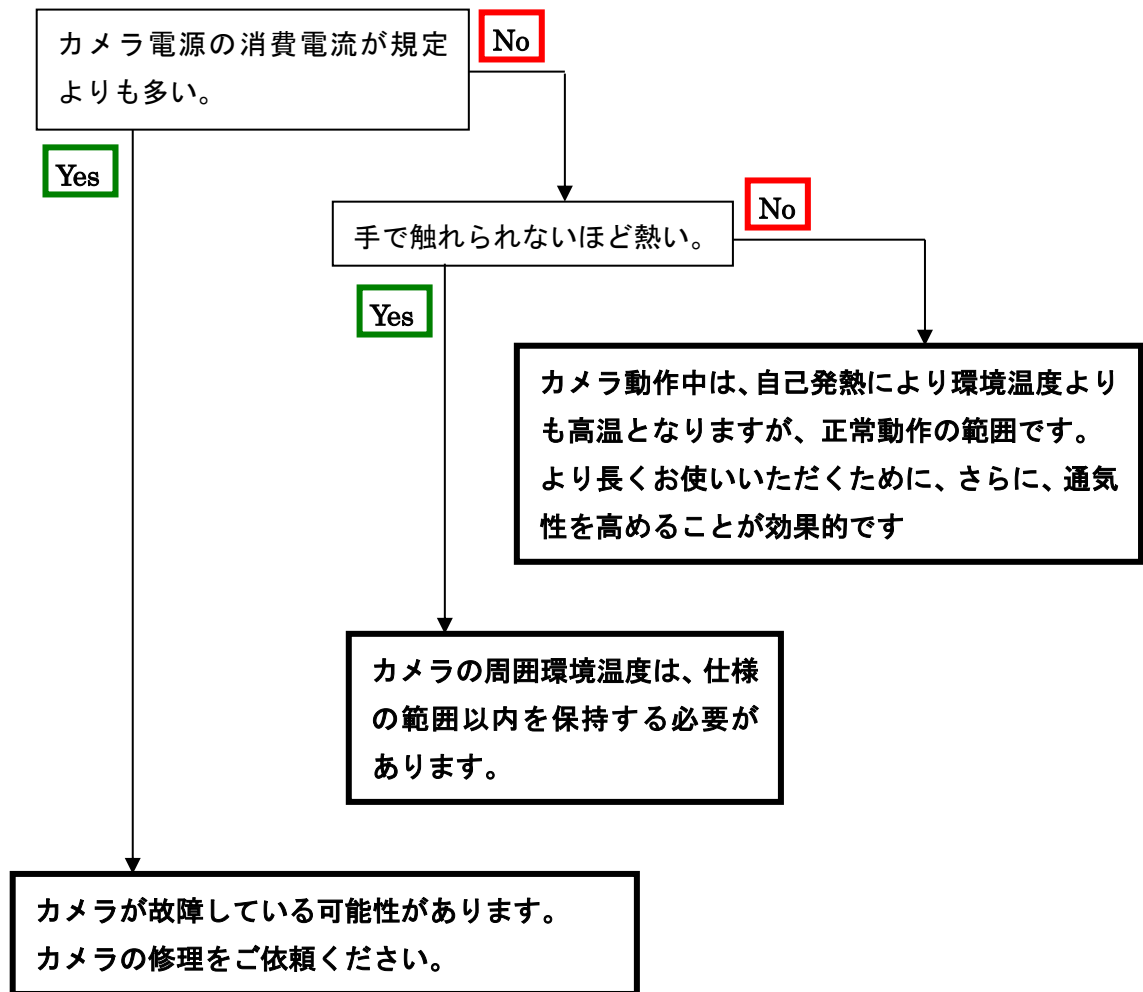 カメラ電源の消費電流が規定
よりも多い。
No
Yes
手で触れられないほど熱い。
No
Yes
カメラ動作中は、自己発熱により環境温度より
も高温となりますが、正常動作の範囲です。
より長くお使いいただくために、さらに、通気
性を高めることが効果的です
カメラの周囲環境温度は、仕様
の範囲以内を保持する必要が
あります。
カメラが故障している可能性があります。
カメラの修理をご依頼ください。